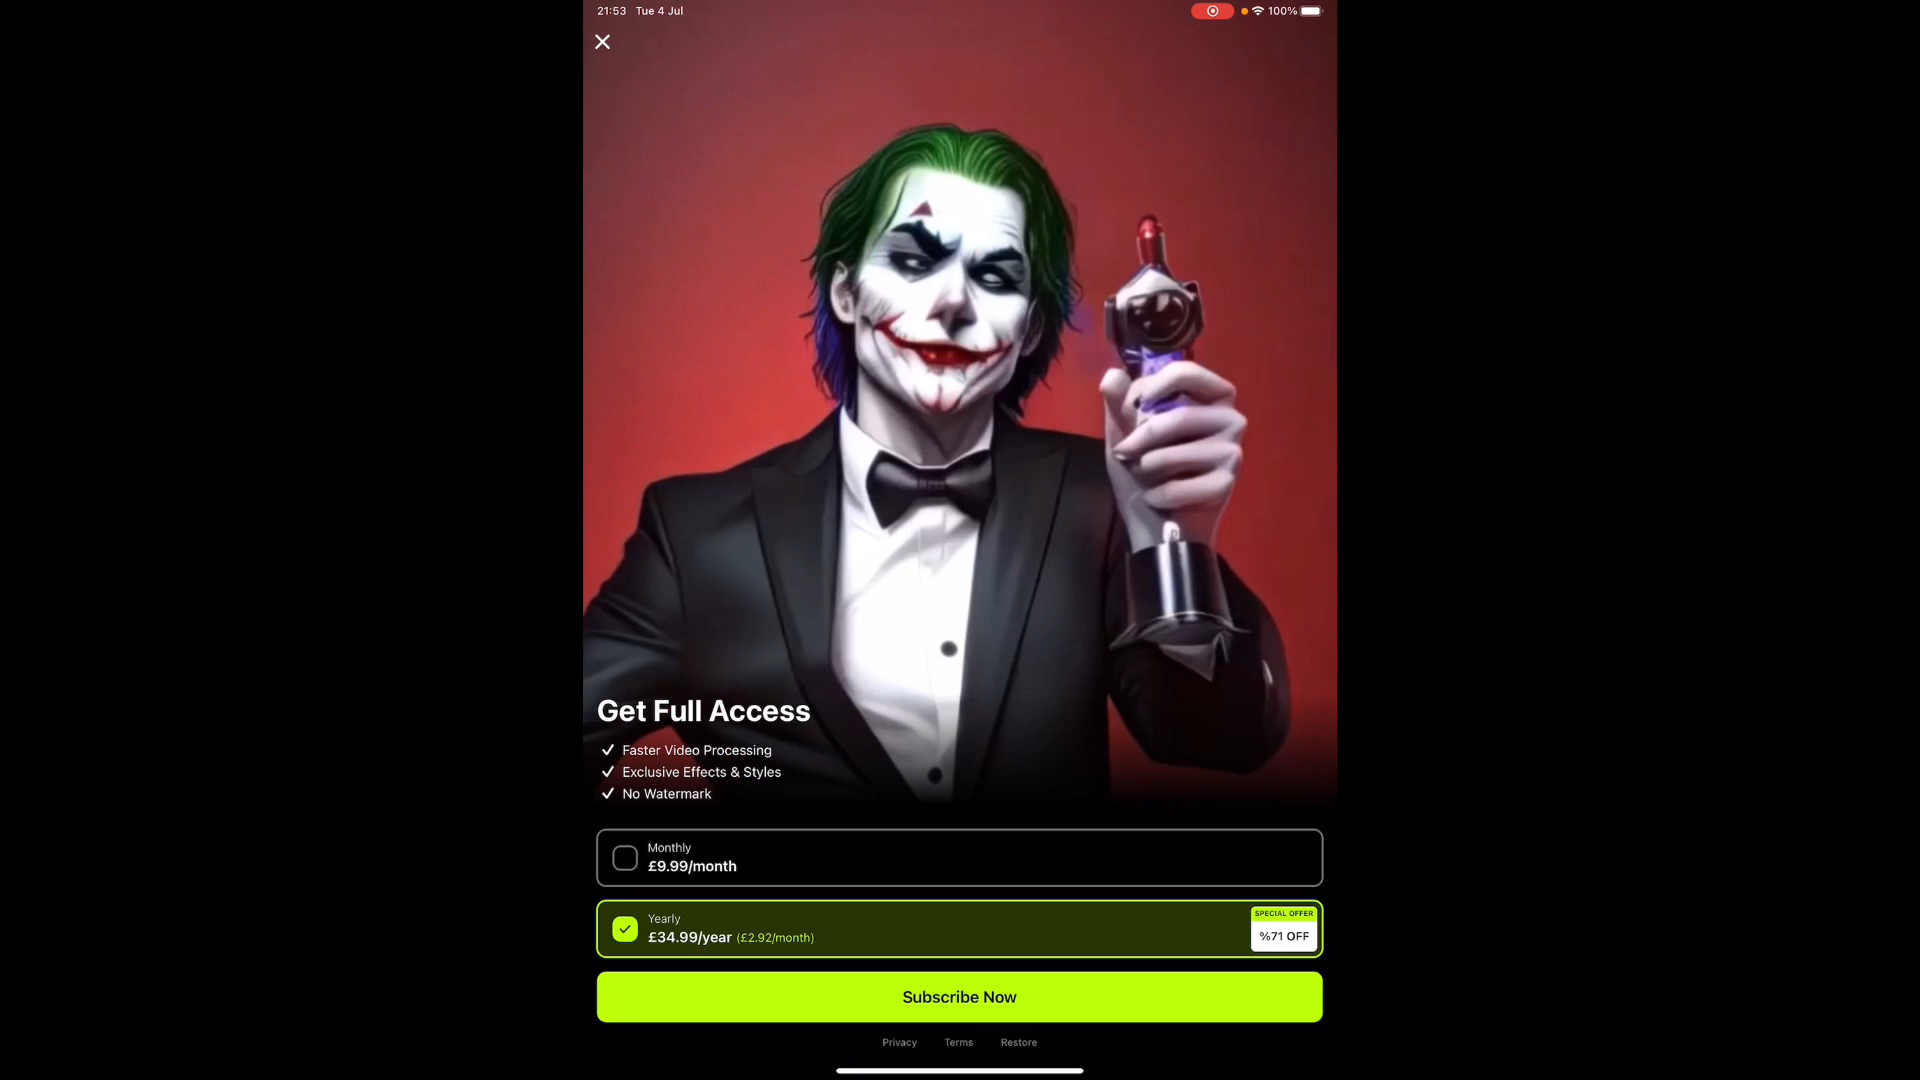 21:53 Tue 4 Jul
100%
Get Full Access
Faster Video Processing
Exclusive Effects & Styles
No Watermark
Monthly
£9.99/month
Yearly
£34.99/year (£2.92/month)
SPECIAL OFFER
%71 OFF
Subscribe Now
Privacy Terms Restore